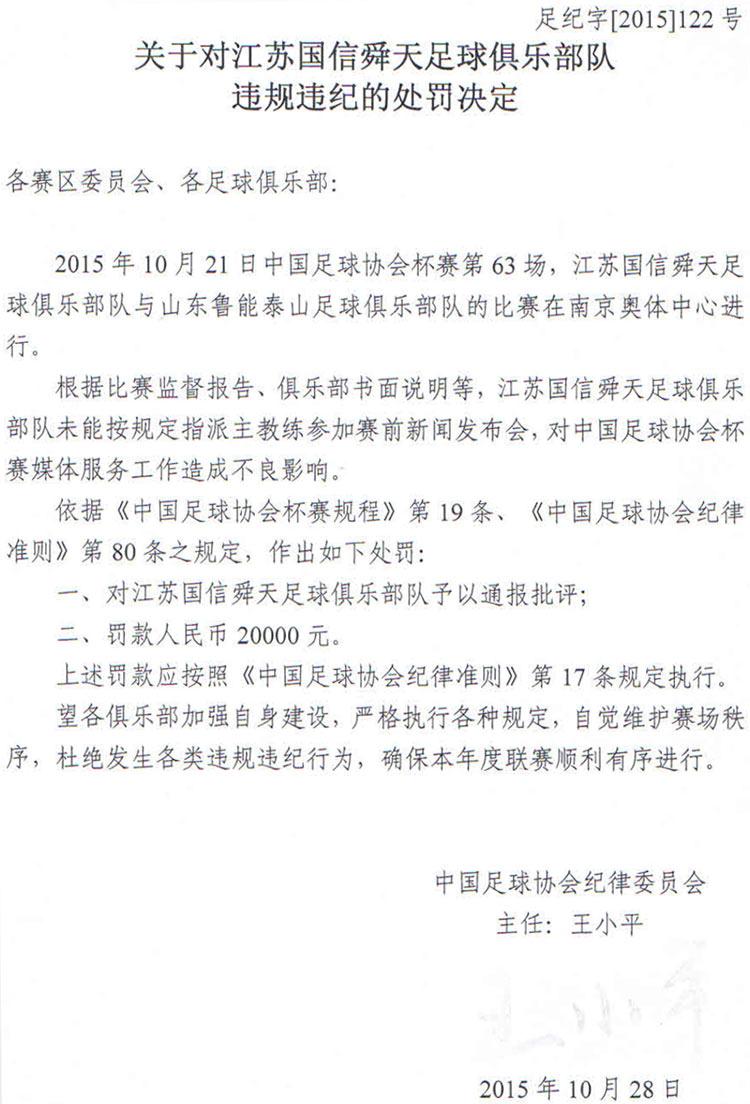 足纪字[2015]122 号
关于对江苏国信舜天足球俱乐部队
违规违纪的处罚决定
各赛区委员会、各足球俱乐部：
2015 年 10 月 21 日中国足球协会杯赛第 63 场，江苏国信舜天足
球俱乐部队与山东鲁能泰山足球俱乐部队的比赛在南京奥体中心进
行。
根据比赛监督报告、俱乐部书面说明等，江苏国信舜天足球俱乐
部队未能按规定指派主教练参加赛前新闻发布会，对中国足球协会杯
赛媒体服务工作造成不良影响。
依据《中国足球协会杯赛规程》第 19 条、《中国足球协会纪律
准则》第 80 条之规定，作出如下处罚：
一、对江苏国信舜天足球俱乐部队予以通报批评；
二、罚款人民币 20000 元。
上述罚款应按照《中国足球协会纪律准则》第 17 条规定执行。
望各俱乐部加强自身建设，严格执行各种规定，自觉维护赛场秩
序，杜绝发生各类违规违纪行为，确保本年度联赛顺利有序进行。
中国足球协会纪律委员会
主任：王小平
王小平
2015 年 10 月 28 日